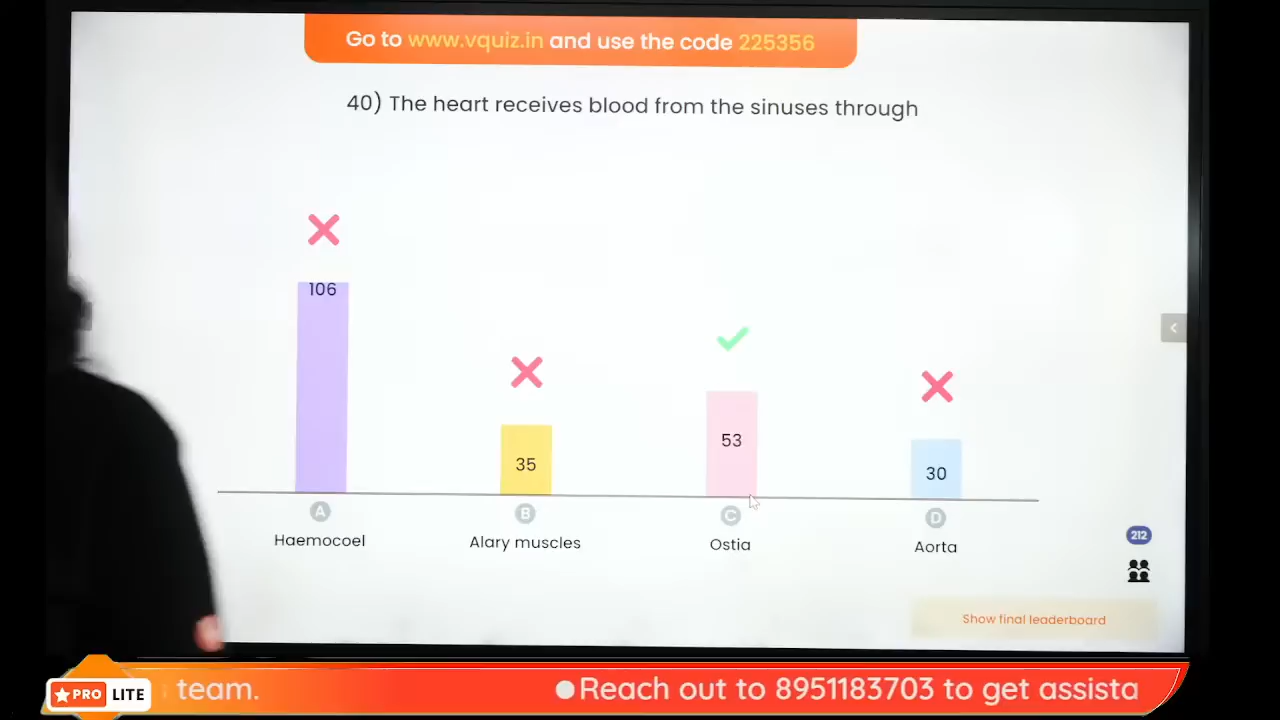 Go to www.vquiz.in and use the code 225356
40) The heart receives blood from the sinuses through
106
35
53
30
A
B
C
D
Haemocoel
Alary muscles
Ostia
Aorta
212
Show final leaderboard
PRO LITE
team.
Reach out to 8951183703 to get assista